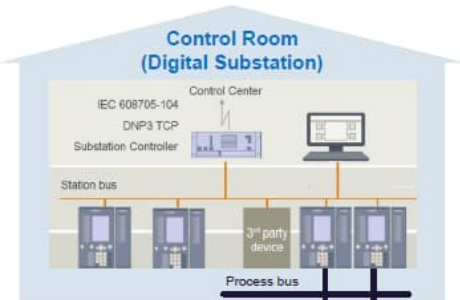 Control Room
(Digital Substation)
Control Center
IEC 608705-104
DNP3 TCP
Substation Controller
Station bus
3rd party
device
Process bus